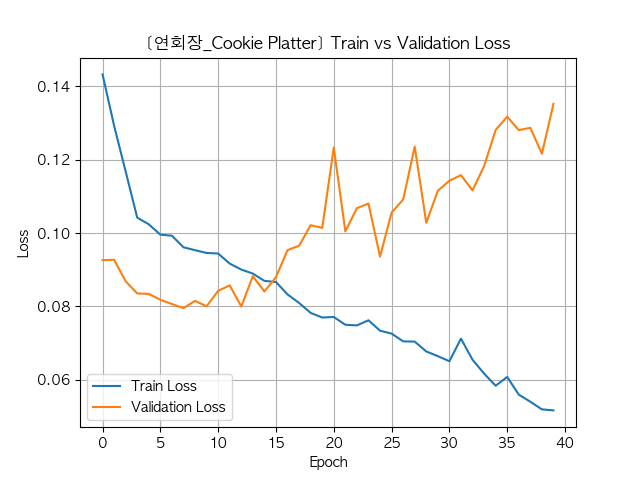 [연회장_Cookie Platter] Train vs Validation Loss
0.14
0.12
0.10
0.08
0.06
Loss
Train Loss
Validation Loss
0 5 10 15 20 25 30 35 40
Epoch